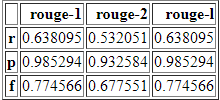 rouge-1 rouge-2 rouge-l
r 0.638095 0.532051 0.638095
p 0.985294 0.932584 0.985294
f 0.774566 0.677551 0.774566